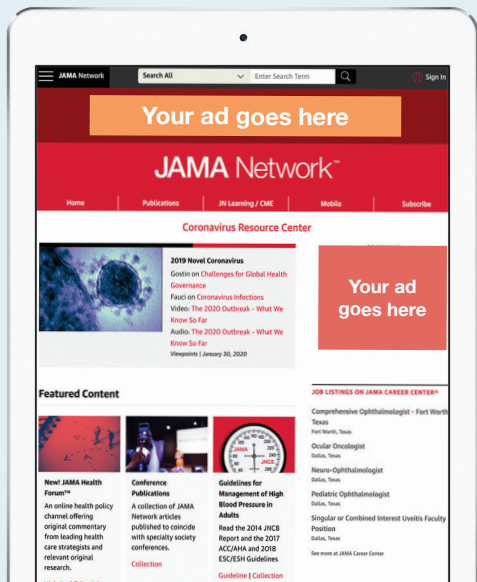 JAMA Network
Search All
Enter Search Term
Sign In
Your ad goes here
JAMA Network™
Home
Publications
JN Learning / CME
Mobile
Subscribe
Coronavirus Resource Center
2019 Novel Coronavirus
Gostin on Challenges for Global Health
Governance
Fauci on Coronavirus Infections
Video: The 2020 Outbreak – What We
Know So Far
Audio: The 2020 Outbreak – What We
Know So Far
Viewpoints | January 30, 2020
Your ad
goes here
Featured Content
New! JAMA Health
Forum™
An online health policy
channel offering
original commentary
from leading health
care strategists and
relevant original
research.
Conference
Publications
A collection of JAMA
Network articles
published to coincide
with specialty society
conferences.
Collection
JAMA
JNC8
Guidelines for
Management of High
Blood Pressure in
Adults
Read the 2014 JNC8
Report and the 2017
ACC/AHA and 2018
ESC/ESH Guidelines
Guideline | Collection
JOB LISTINGS ON JAMA CAREER CENTER®
Comprehensive Ophthalmologist - Fort Worth
Texas
Fort Worth, Texas
Ocular Oncologist
Dallas, Texas
Neuro-Ophthalmologist
Dallas, Texas
Pediatric Ophthalmologist
Dallas, Texas
Singular or Combined Interest Uveitis Faculty
Position
Dallas, Texas
See more at JAMA Career Center